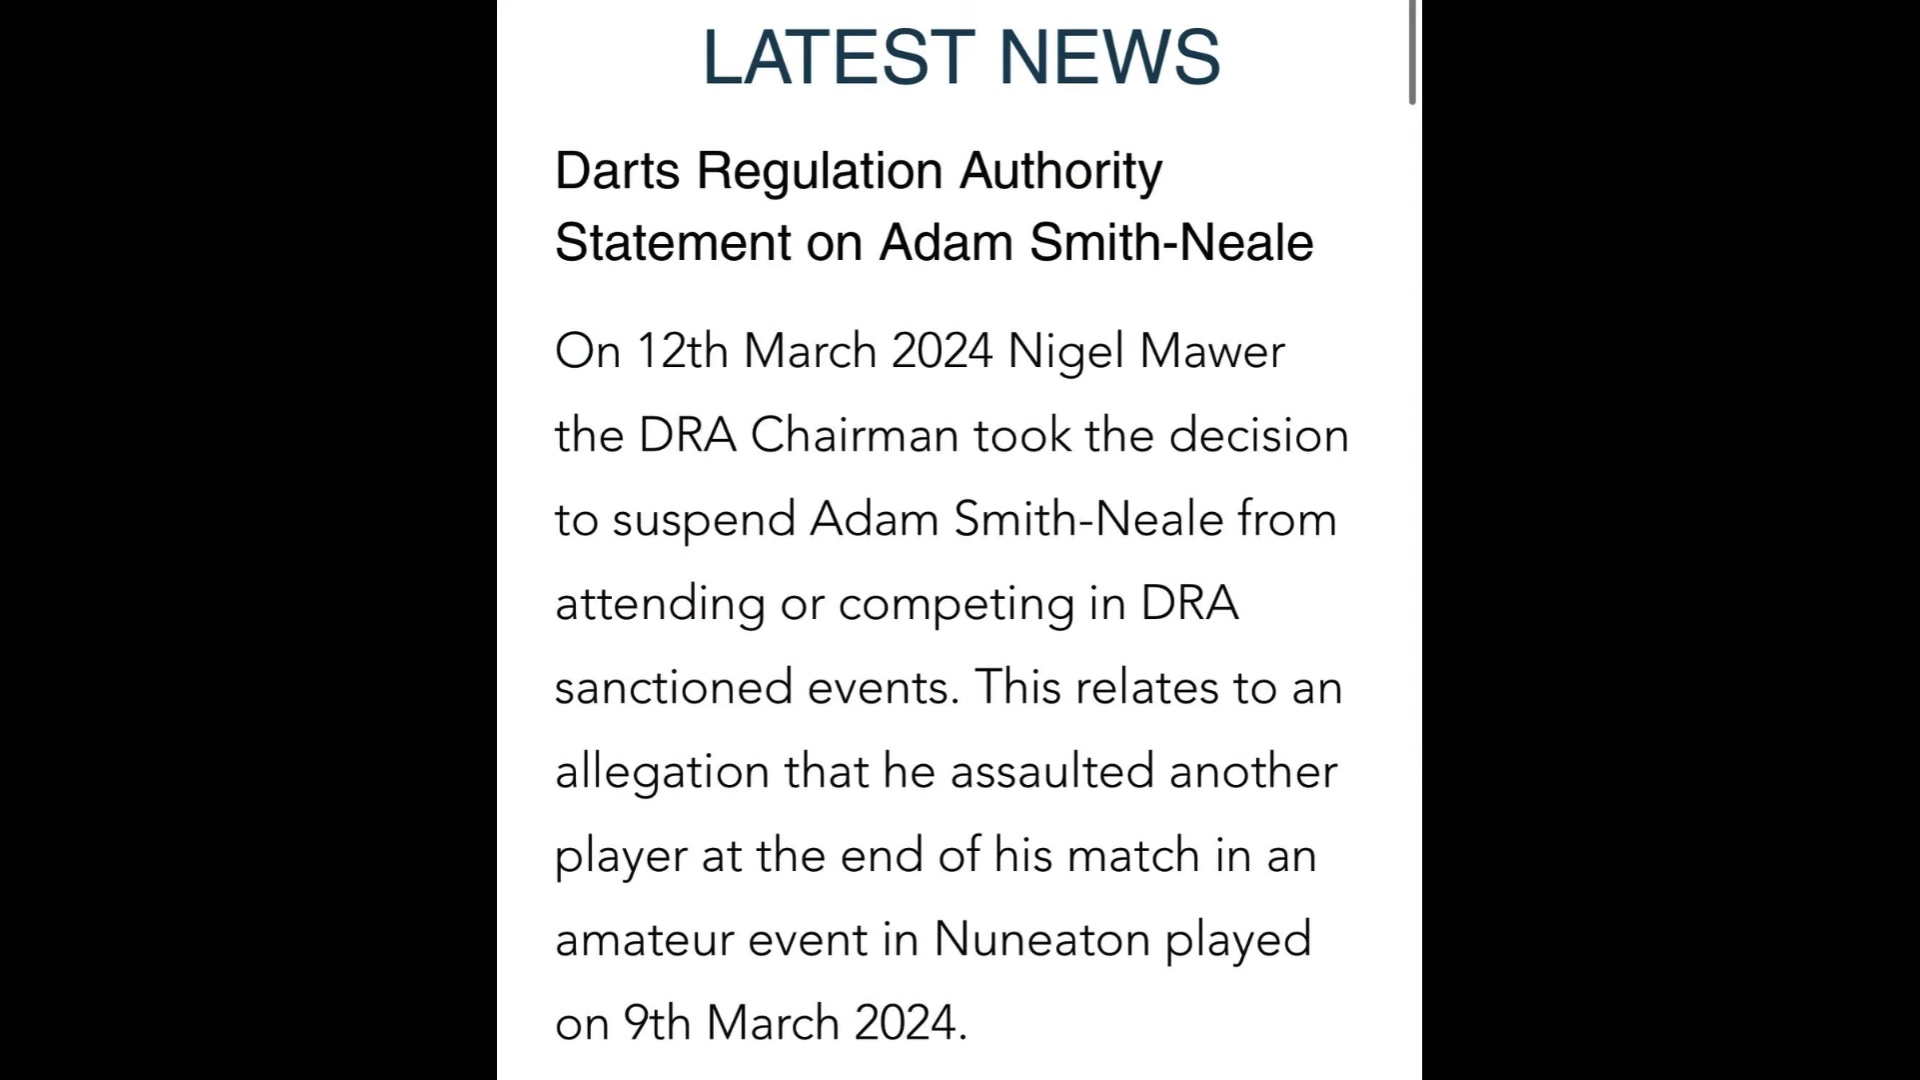 LATEST NEWS
Darts Regulation Authority
Statement on Adam Smith-Neale
On 12th March 2024 Nigel Mawer
the DRA Chairman took the decision
to suspend Adam Smith-Neale from
attending or competing in DRA
sanctioned events. This relates to an
allegation that he assaulted another
player at the end of his match in an
amateur event in Nuneaton played
on 9th March 2024.